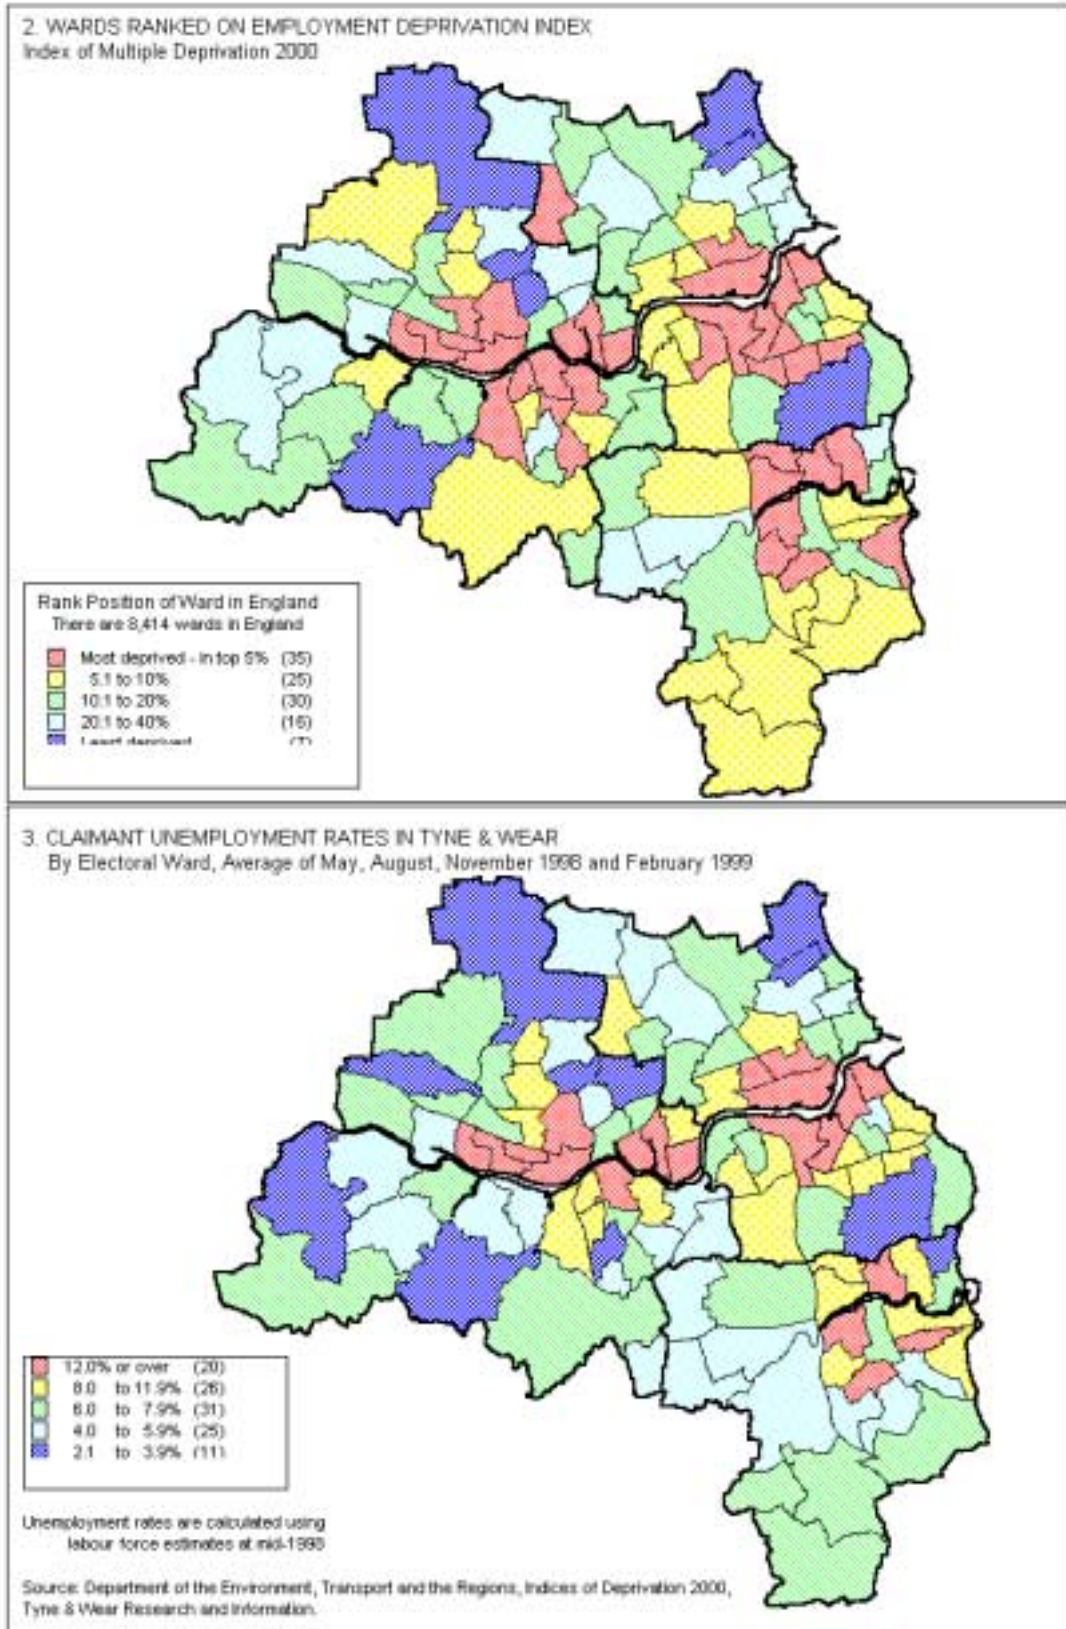 2. WARDS RANKED ON EMPLOYMENT DEPRIVATION INDEX
Index of Multiple Deprivation 2000
Rank Position of Ward in England
There are 8,414 wards in England
Most deprived - in top 5% (35)
5.1 to 10% (25)
10.1 to 20% (30)
20.1 to 40% (16)
Least deprived (7)
3. CLAIMANT UNEMPLOYMENT RATES IN TYNE & WEAR
By Electoral Ward, Average of May, August, November 1998 and February 1999
12.0% or over (20)
8.0 to 11.9% (26)
6.0 to 7.9% (31)
4.0 to 5.9% (25)
2.1 to 3.9% (11)
Unemployment rates are calculated using
labour force estimates at mid-1998
Source: Department of the Environment, Transport and the Regions, Indices of Deprivation 2000,
Tyne & Wear Research and Information.